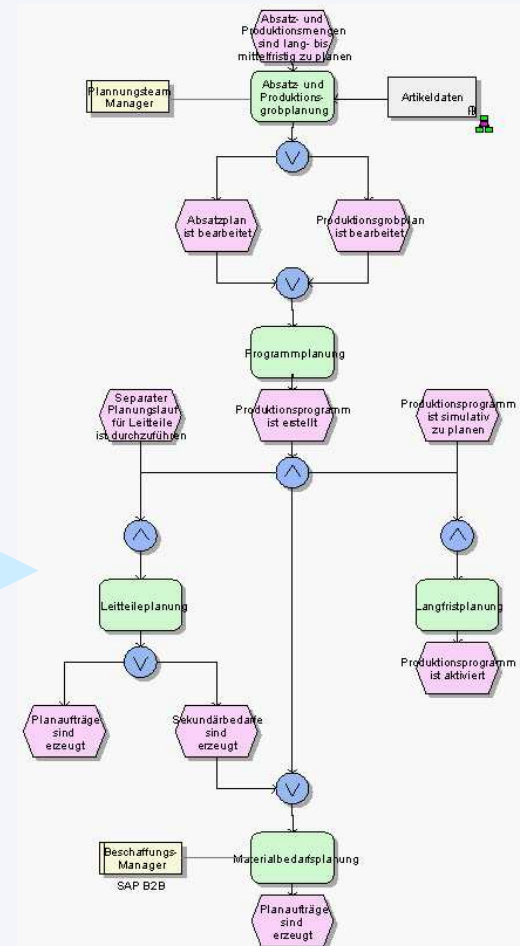 Absatz- und
Produktionsmengen
sind lang- bis
mittelfristig zu planen
Plannungsteam
Manager
Absatz- und
Produktions-
grobplanung
Artikeldaten
V
Absatzplan
ist bearbeitet
Produktionsgrobplan
ist bearbeitet
V
Programmplanung
Separater
Planungslauf
für Leitteile
ist durchzuführen
Produktionsprogramm
ist erstellt
Produktionsprogramm
ist simulativ
zu planen
Leitteileplanung
Langfristplanung
V
Produktionsprogramm
ist aktiviert
Planaufträge
sind
erzeugt
Sekundärbedarfe
sind
erzeugt
V
Beschaffungs-
Manager
SAP B2B
Materialbedarfsplanung
Planaufträge
sind
erzeugt